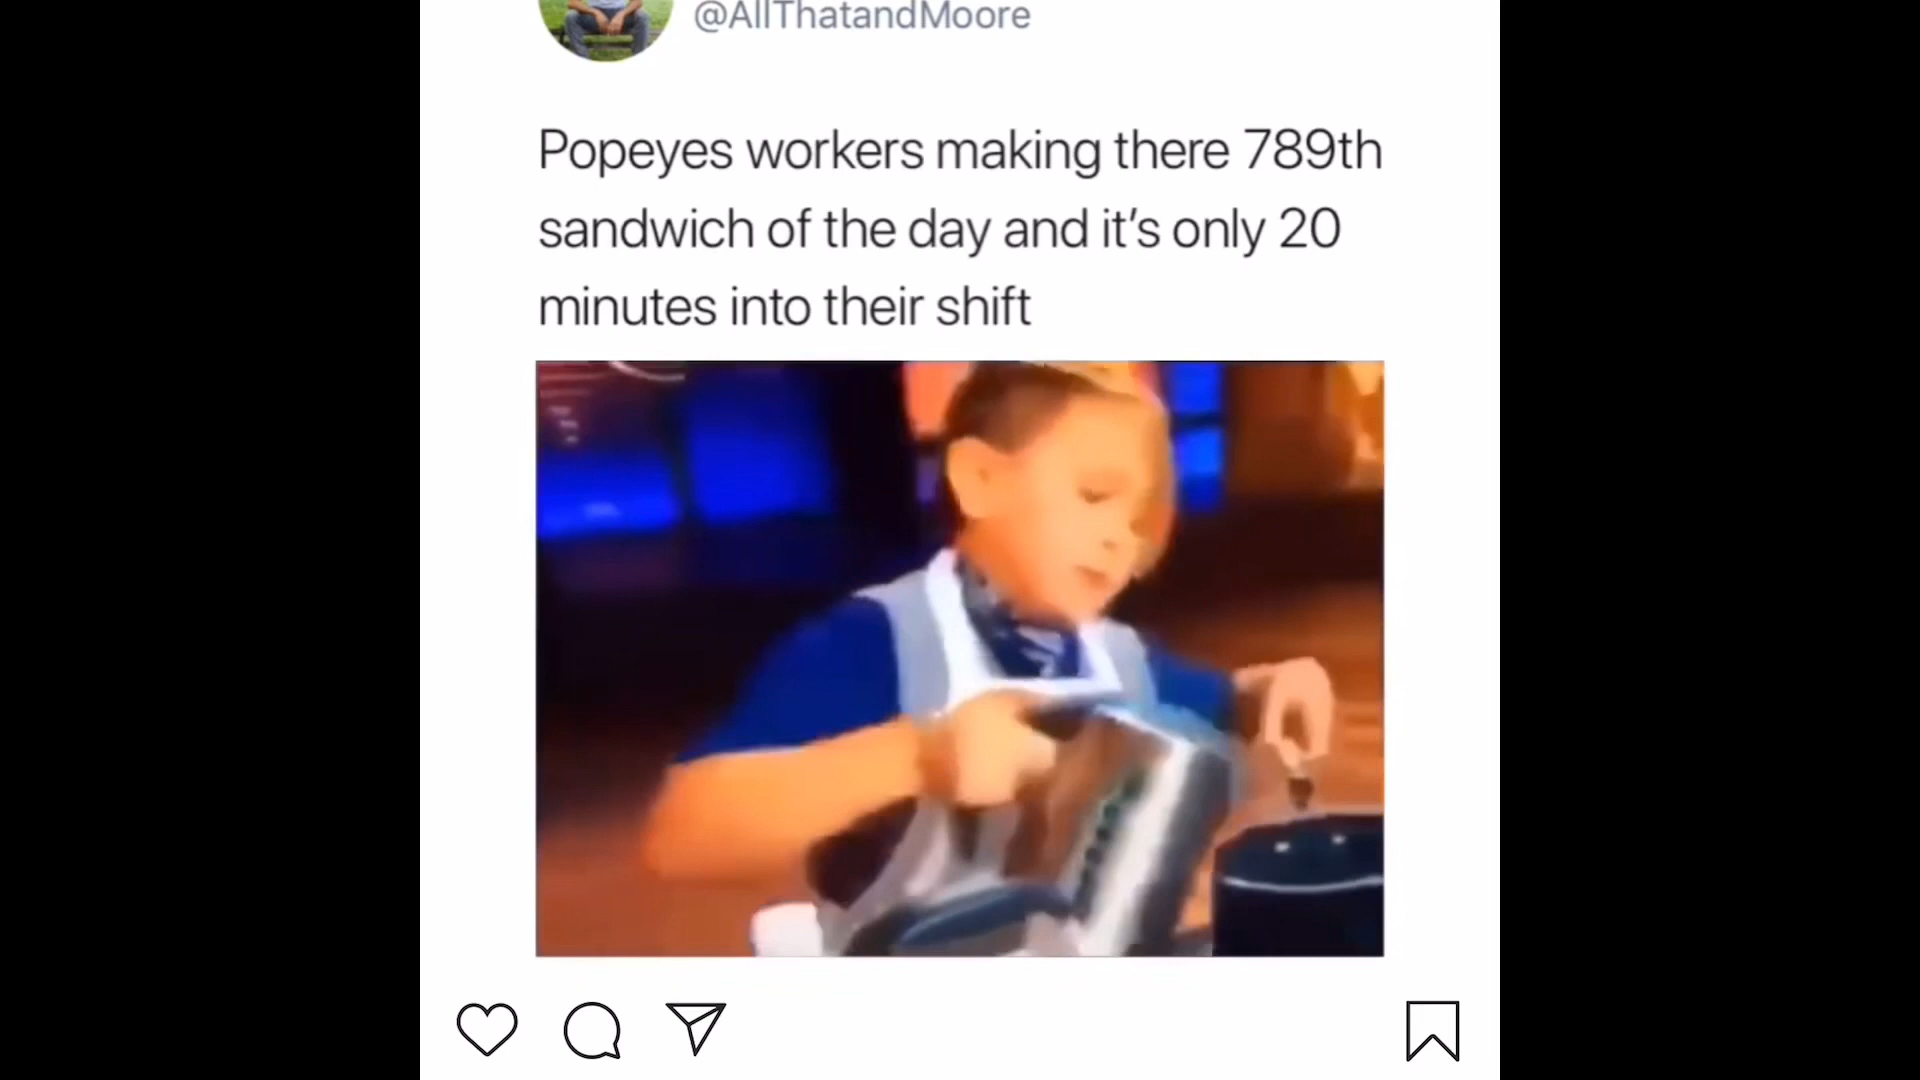 @AllThatandMoore
Popeyes workers making there 789th
sandwich of the day and it's only 20
minutes into their shift